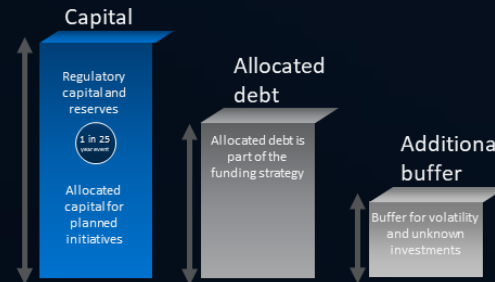 Capital
Regulatory
capital and
reserves
1 in 25
year event
Allocated
capital for
planned
initiatives
Allocated
debt
Allocated debt is
part of the
funding strategy
Additiona
buffer
Buffer for volatility
and unknown
investments